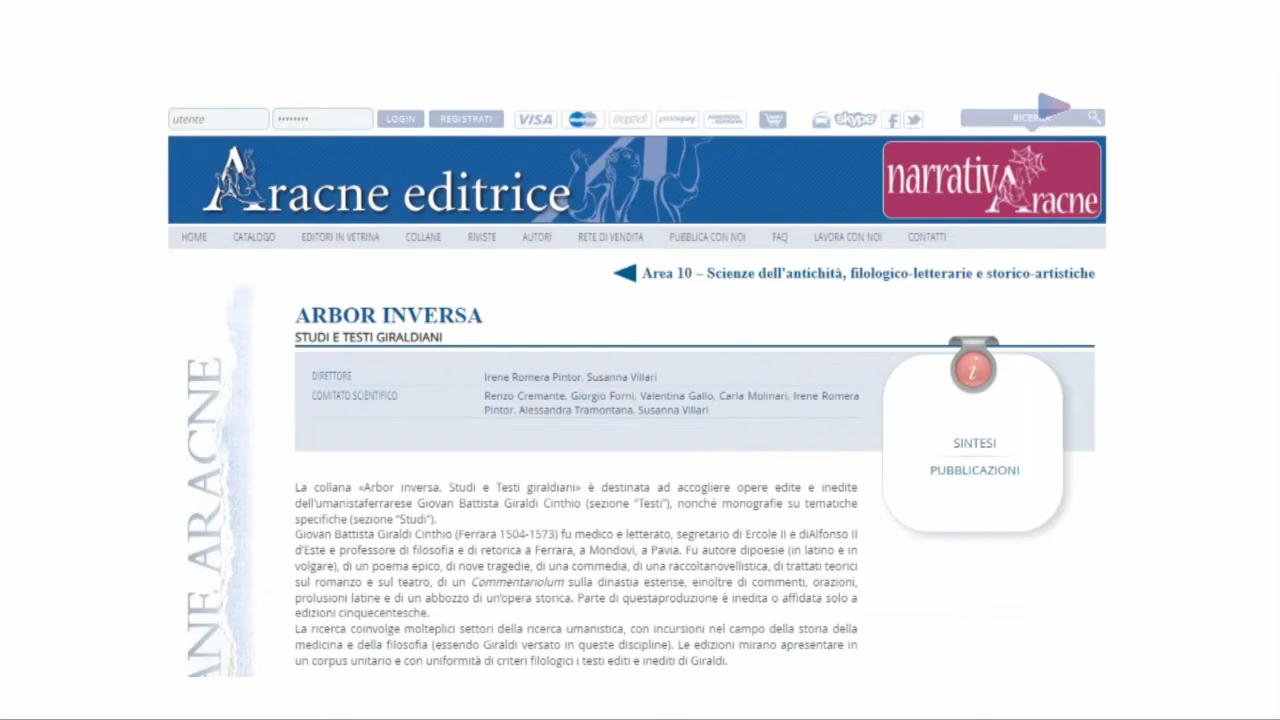 utente
********
LOGIN
REGISTRATI
VISA
postepay
skype
Aracne editrice
narrativAracne
HOME CATALOGO EDITORI IN VETRINA COLLANE RIVISTE AUTORI RETE DI VENDITA PUBBLICA CON NOI FAQ LAVORA CON NOI CONTATTI
Area 10 – Scienze dell'antichità, filologico-letterarie e storico-artistiche
ARBOR INVERSA
STUDI E TESTI GIRALDIANI
DIRETTORE Irene Romera Pintor, Susanna Villari
COMITATO SCIENTIFICO Renzo Cremante, Giorgio Forni, Valentina Gallo, Carla Molinari, Irene Romera
Pintor, Alessandra Tramontana, Susanna Villari
SINTESI
PUBBLICAZIONI
La collana «Arbor inversa. Studi e Testi giraldiani» è destinata ad accogliere opere edite e inedite
dell'umanistaferrarese Giovan Battista Giraldi Cinthio (sezione “Testi”), nonché monografie su tematiche
specifiche (sezione “Studi”).
Giovan Battista Giraldi Cinthio (Ferrara 1504-1573) fu medico e letterato, segretario di Ercole II e diAlfonso II
d'Este e professore di filosofia e di retorica a Ferrara, a Mondovì, a Pavia. Fu autore dipoesie (in latino e in
volgare), di un poema epico, di nove tragedie, di una commedia, di una raccoltanovellistica, di trattati teorici
sul romanzo e sul teatro, di un Commentariolum sulla dinastia estense, einoltre di commenti, orazioni,
prolusioni latine e di un abbozzo di un'opera storica. Parte di questaproduzione è inedita o affidata solo a
edizioni cinquecentesche.
La ricerca coinvolge molteplici settori della ricerca umanistica, con incursioni nel campo della storia della
medicina e della filosofia (essendo Giraldi versato in queste discipline). Le edizioni mirano apresentare in
un corpus unitario e con uniformità di criteri filologici i testi editi e inediti di Giraldi.
ANE ARACNE